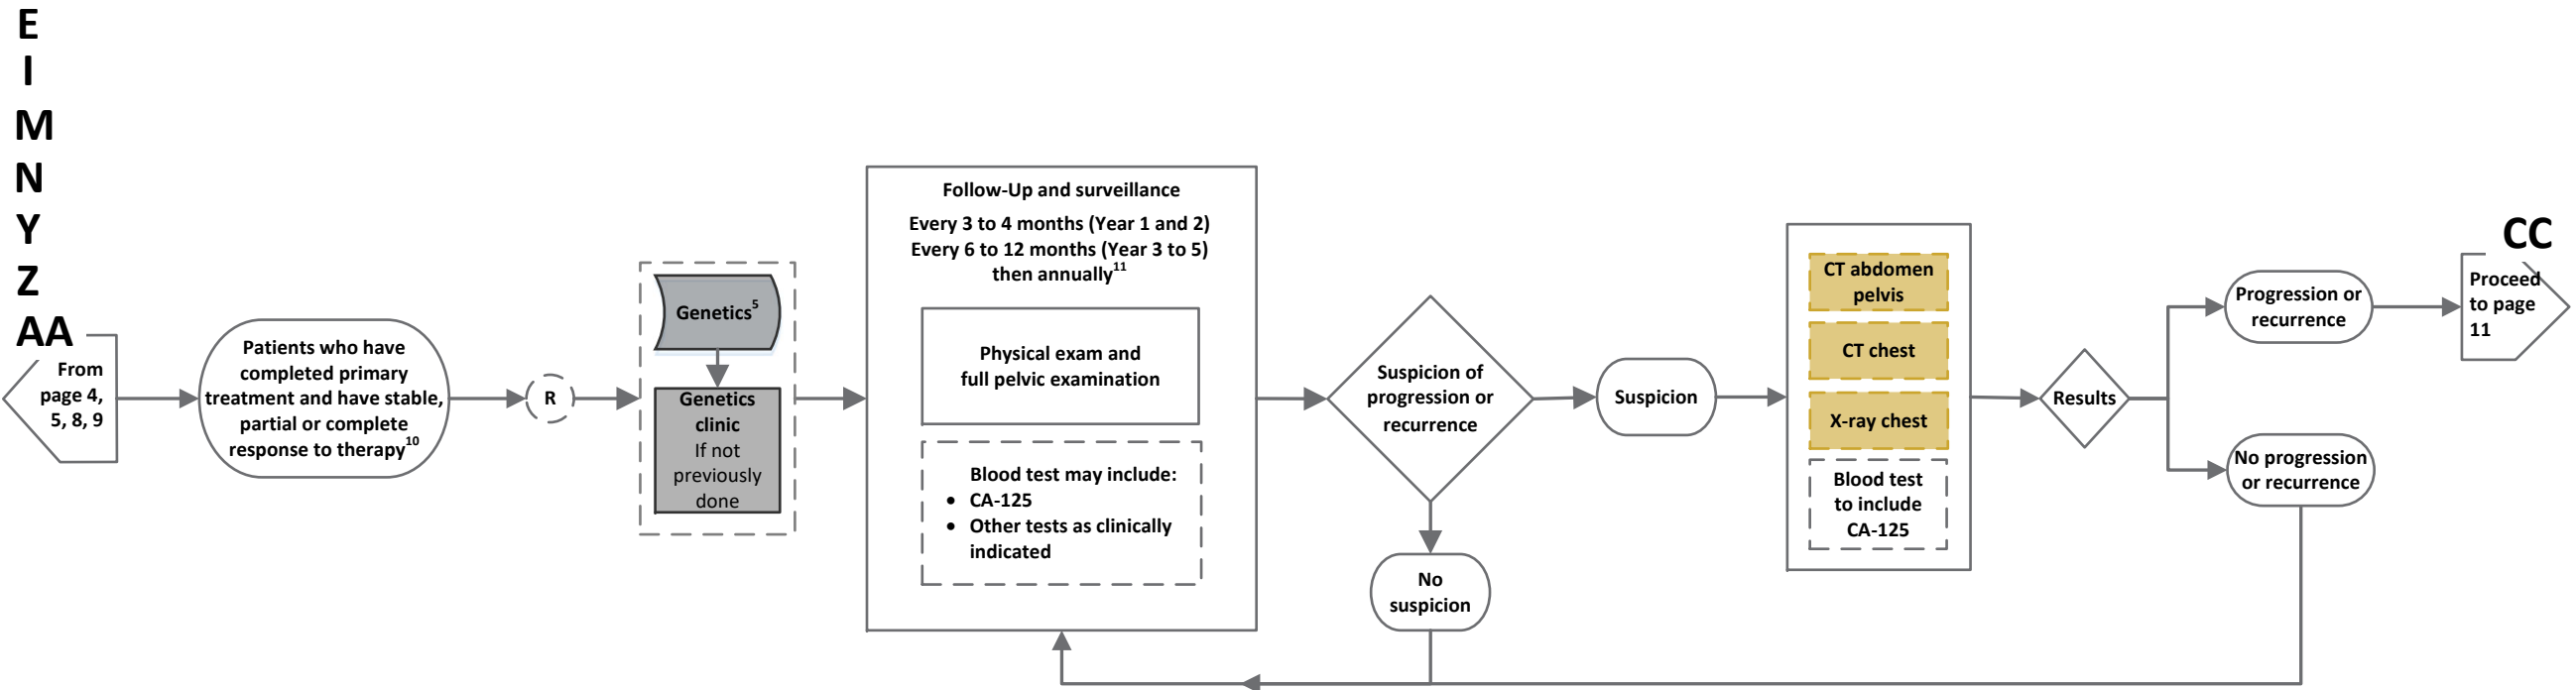 E
I
M
N
Y
Z
AA
From
page 4,
5, 8, 9
Patients who have
completed primary
treatment and have stable,
partial or complete
response to therapy10
R
Genetics5
Genetics
clinic
If not
previously
done
Follow-Up and surveillance
Every 3 to 4 months (Year 1 and 2)
Every 6 to 12 months (Year 3 to 5)
then annually11
Physical exam and
full pelvic examination
Blood test may include:
• CA-125
• Other tests as clinically
indicated
Suspicion of
progression or
recurrence
No
suspicion
Suspicion
CT abdomen
pelvis
CT chest
X-ray chest
Blood test
to include
CA-125
Results
Progression or
recurrence
No progression
or recurrence
CC
Proceed
to page
11